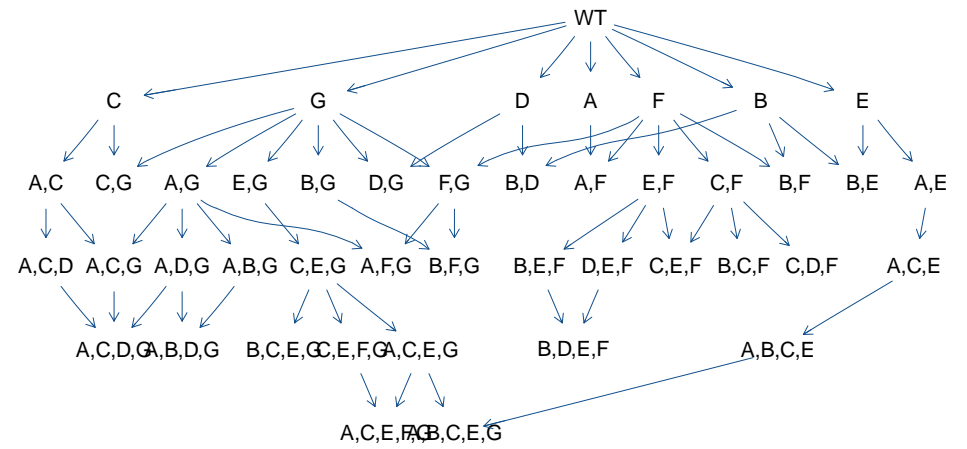 WT
C G D A F B E
A,C C,G A,G E,G B,G D,G F,G B,D A,F E,F C,F B,F B,E A,E
A,C,D A,C,G A,D,G A,B,G C,E,G A,F,G B,F,G B,E,F D,E,F C,E,F B,C,F C,D,F A,C,E
A,C,D,G A,B,D,G B,C,E,G C,E,F,G A,C,E,G B,D,E,F A,B,C,E
A,C,E,F,G A,B,C,E,G